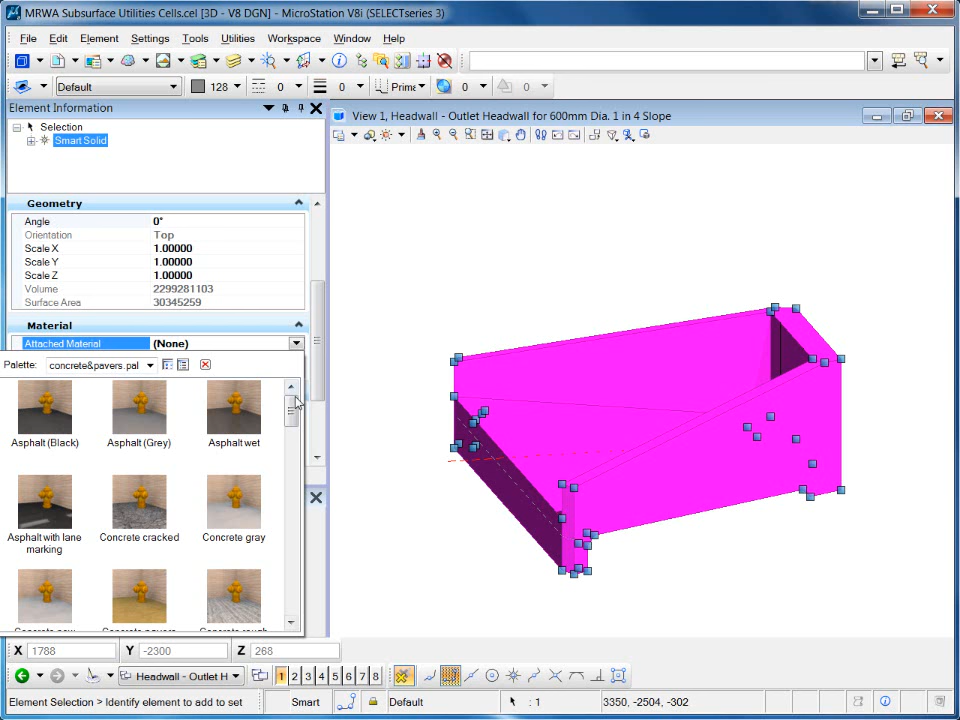 MRWA Subsurface Utilities Cells.cel [3D - V8 DGN] - MicroStation V8i (SELECTseries 3)
File Edit Element Settings Tools Utilities Workspace Window Help
Default 128 0 0 Prima 0 0
Element Information
Selection
Smart Solid
Geometry
Angle 0°
Orientation Top
Scale X 1.00000
Scale Y 1.00000
Scale Z 1.00000
Volume 2299281103
Surface Area 30345259
Material
Attached Material (None)
Palette: concrete&pavers.pal
Asphalt (Black) Asphalt (Grey) Asphalt wet
Asphalt with lane marking Concrete cracked Concrete gray
View 1, Headwall - Outlet Headwall for 600mm Dia. 1 in 4 Slope
X 1788 Y -2300 Z 268
Headwall - Outlet H 1 2 3 4 5 6 7 8
Element Selection > Identify element to add to set Smart Default : 1 3350, -2504, -302